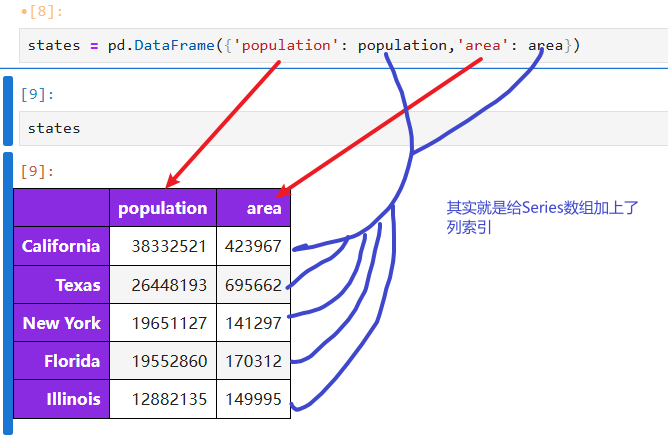 •[8]:
states = pd.DataFrame({'population': population,'area': area})
[9]:
states
[9]:
population area
California 38332521 423967
Texas 26448193 695662
New York 19651127 141297
Florida 19552860 170312
Illinois 12882135 149995
其实就是给Series数组加上了
列索引